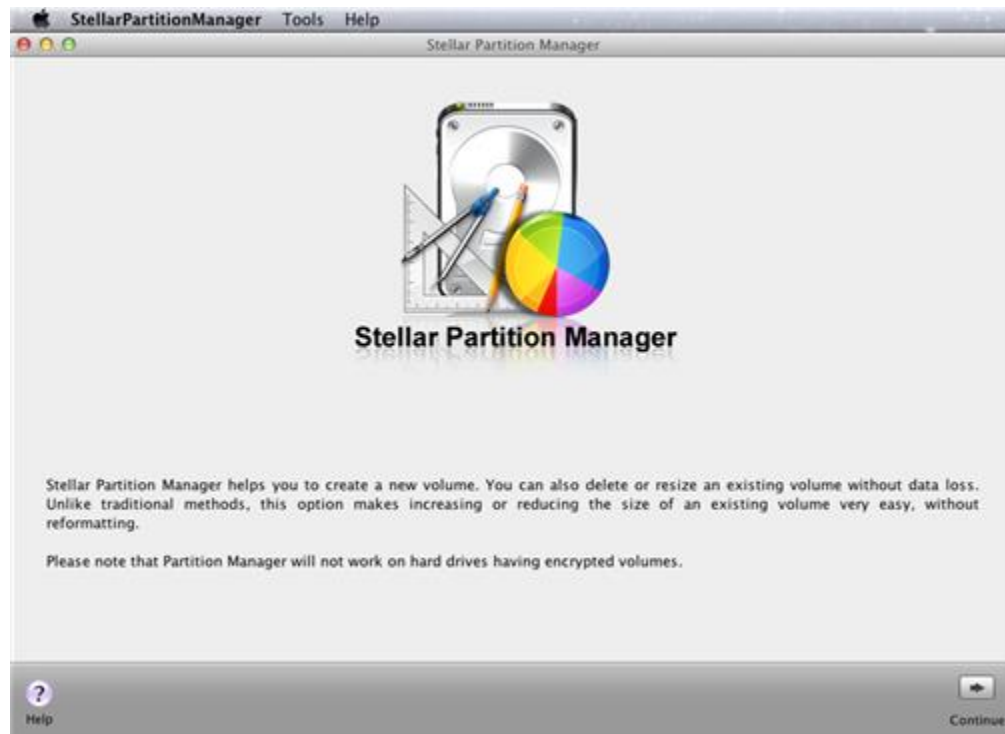 StellarPartitionManager Tools Help
Stellar Partition Manager
Stellar Partition Manager
Stellar Partition Manager helps you to create a new volume. You can also delete or resize an existing volume without data loss.
Unlike traditional methods, this option makes increasing or reducing the size of an existing volume very easy, without
reformatting.
Please note that Partition Manager will not work on hard drives having encrypted volumes.
?
Help
Continue